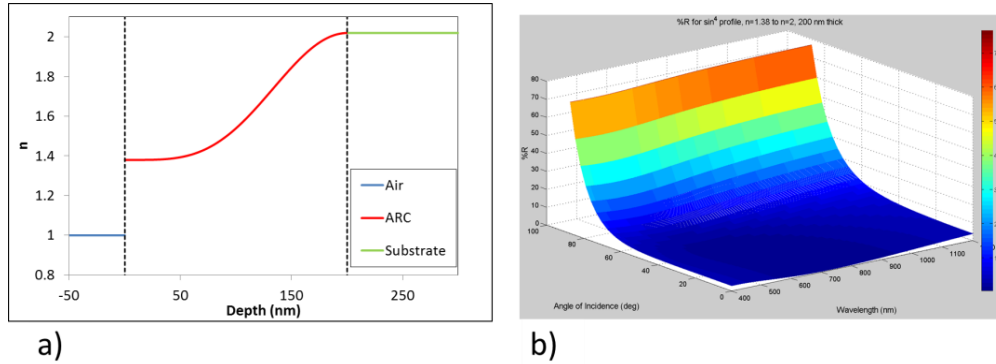 2
1.8
1.6
n
1.4
1.2
1
0.8
Air
ARC
Substrate
-50 50 150 250
Depth (nm)
a)
%R for sin⁴ profile, n=1.38 to n=2, 200 nm thick
80
70
60
50
%R
40
30
20
10
0
100
80
60
40
20
0
Angle of Incidence (deg)
400
500
600
700
800
900
1000
1100
Wavelength (nm)
b)